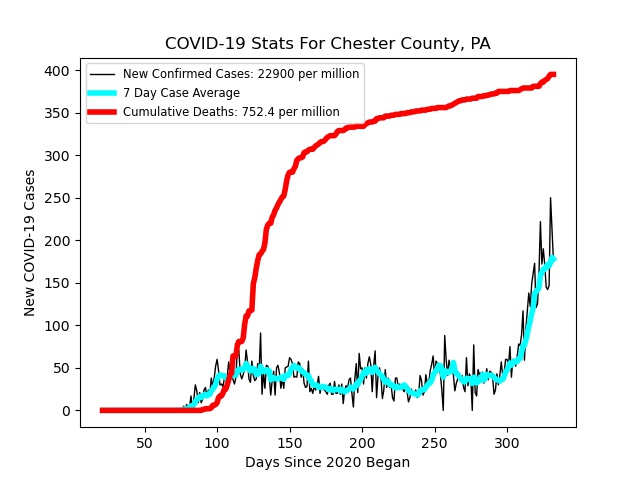 COVID-19 Stats For Chester County, PA
New Confirmed Cases: 22900 per million
7 Day Case Average
Cumulative Deaths: 752.4 per million
New COVID-19 Cases
400
350
300
250
200
150
100
50
0
50 100 150 200 250 300
Days Since 2020 Began